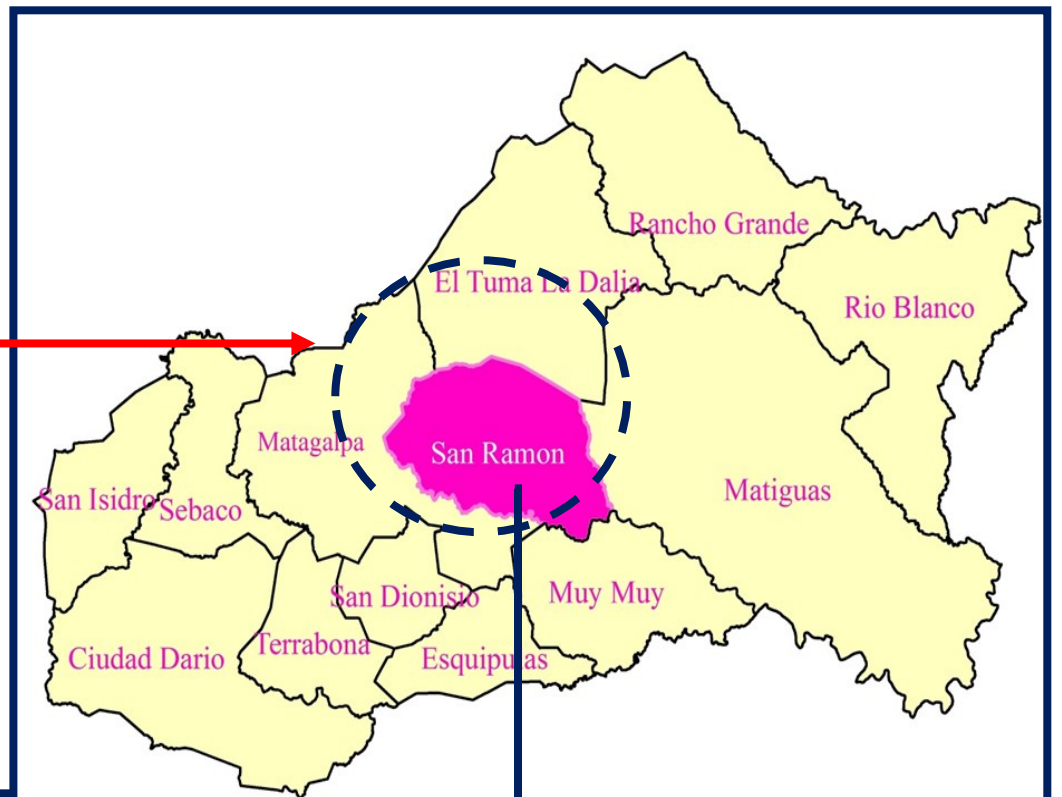 Rancho Grande
El Tuma La Dalia
Rio Blanco
Matagalpa
San Ramon
San Isidro
Sebaco
Matiguas
San Dionisio
Muy Muy
Ciudad Dario
Terrabona
Esquipulas